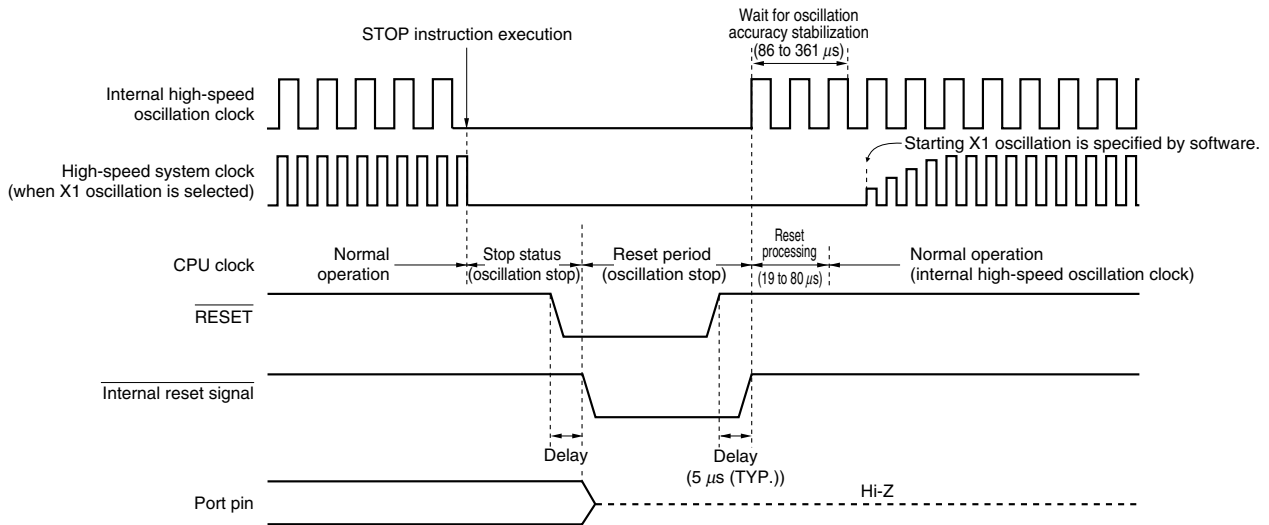 Wait for oscillation
accuracy stabilization
(86 to 361 μs)
STOP instruction execution
Internal high-speed
oscillation clock
Starting X1 oscillation is specified by software.
High-speed system clock
(when X1 oscillation is selected)
CPU clock
Normal
operation
Stop status
(oscillation stop)
Reset period
(oscillation stop)
Reset
processing
(19 to 80 μs)
Normal operation
(internal high-speed oscillation clock)
RESET
Internal reset signal
Delay
Delay
(5 μs (TYP.))
Port pin
Hi-Z